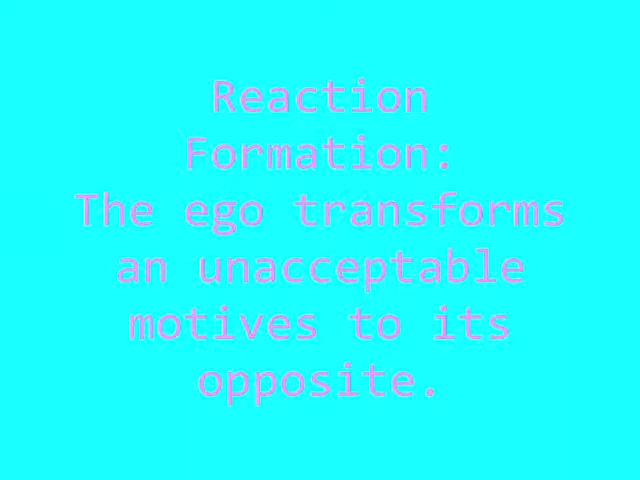 Reaction
Formation:
The ego transforms
an unacceptable
motives to its
opposite.